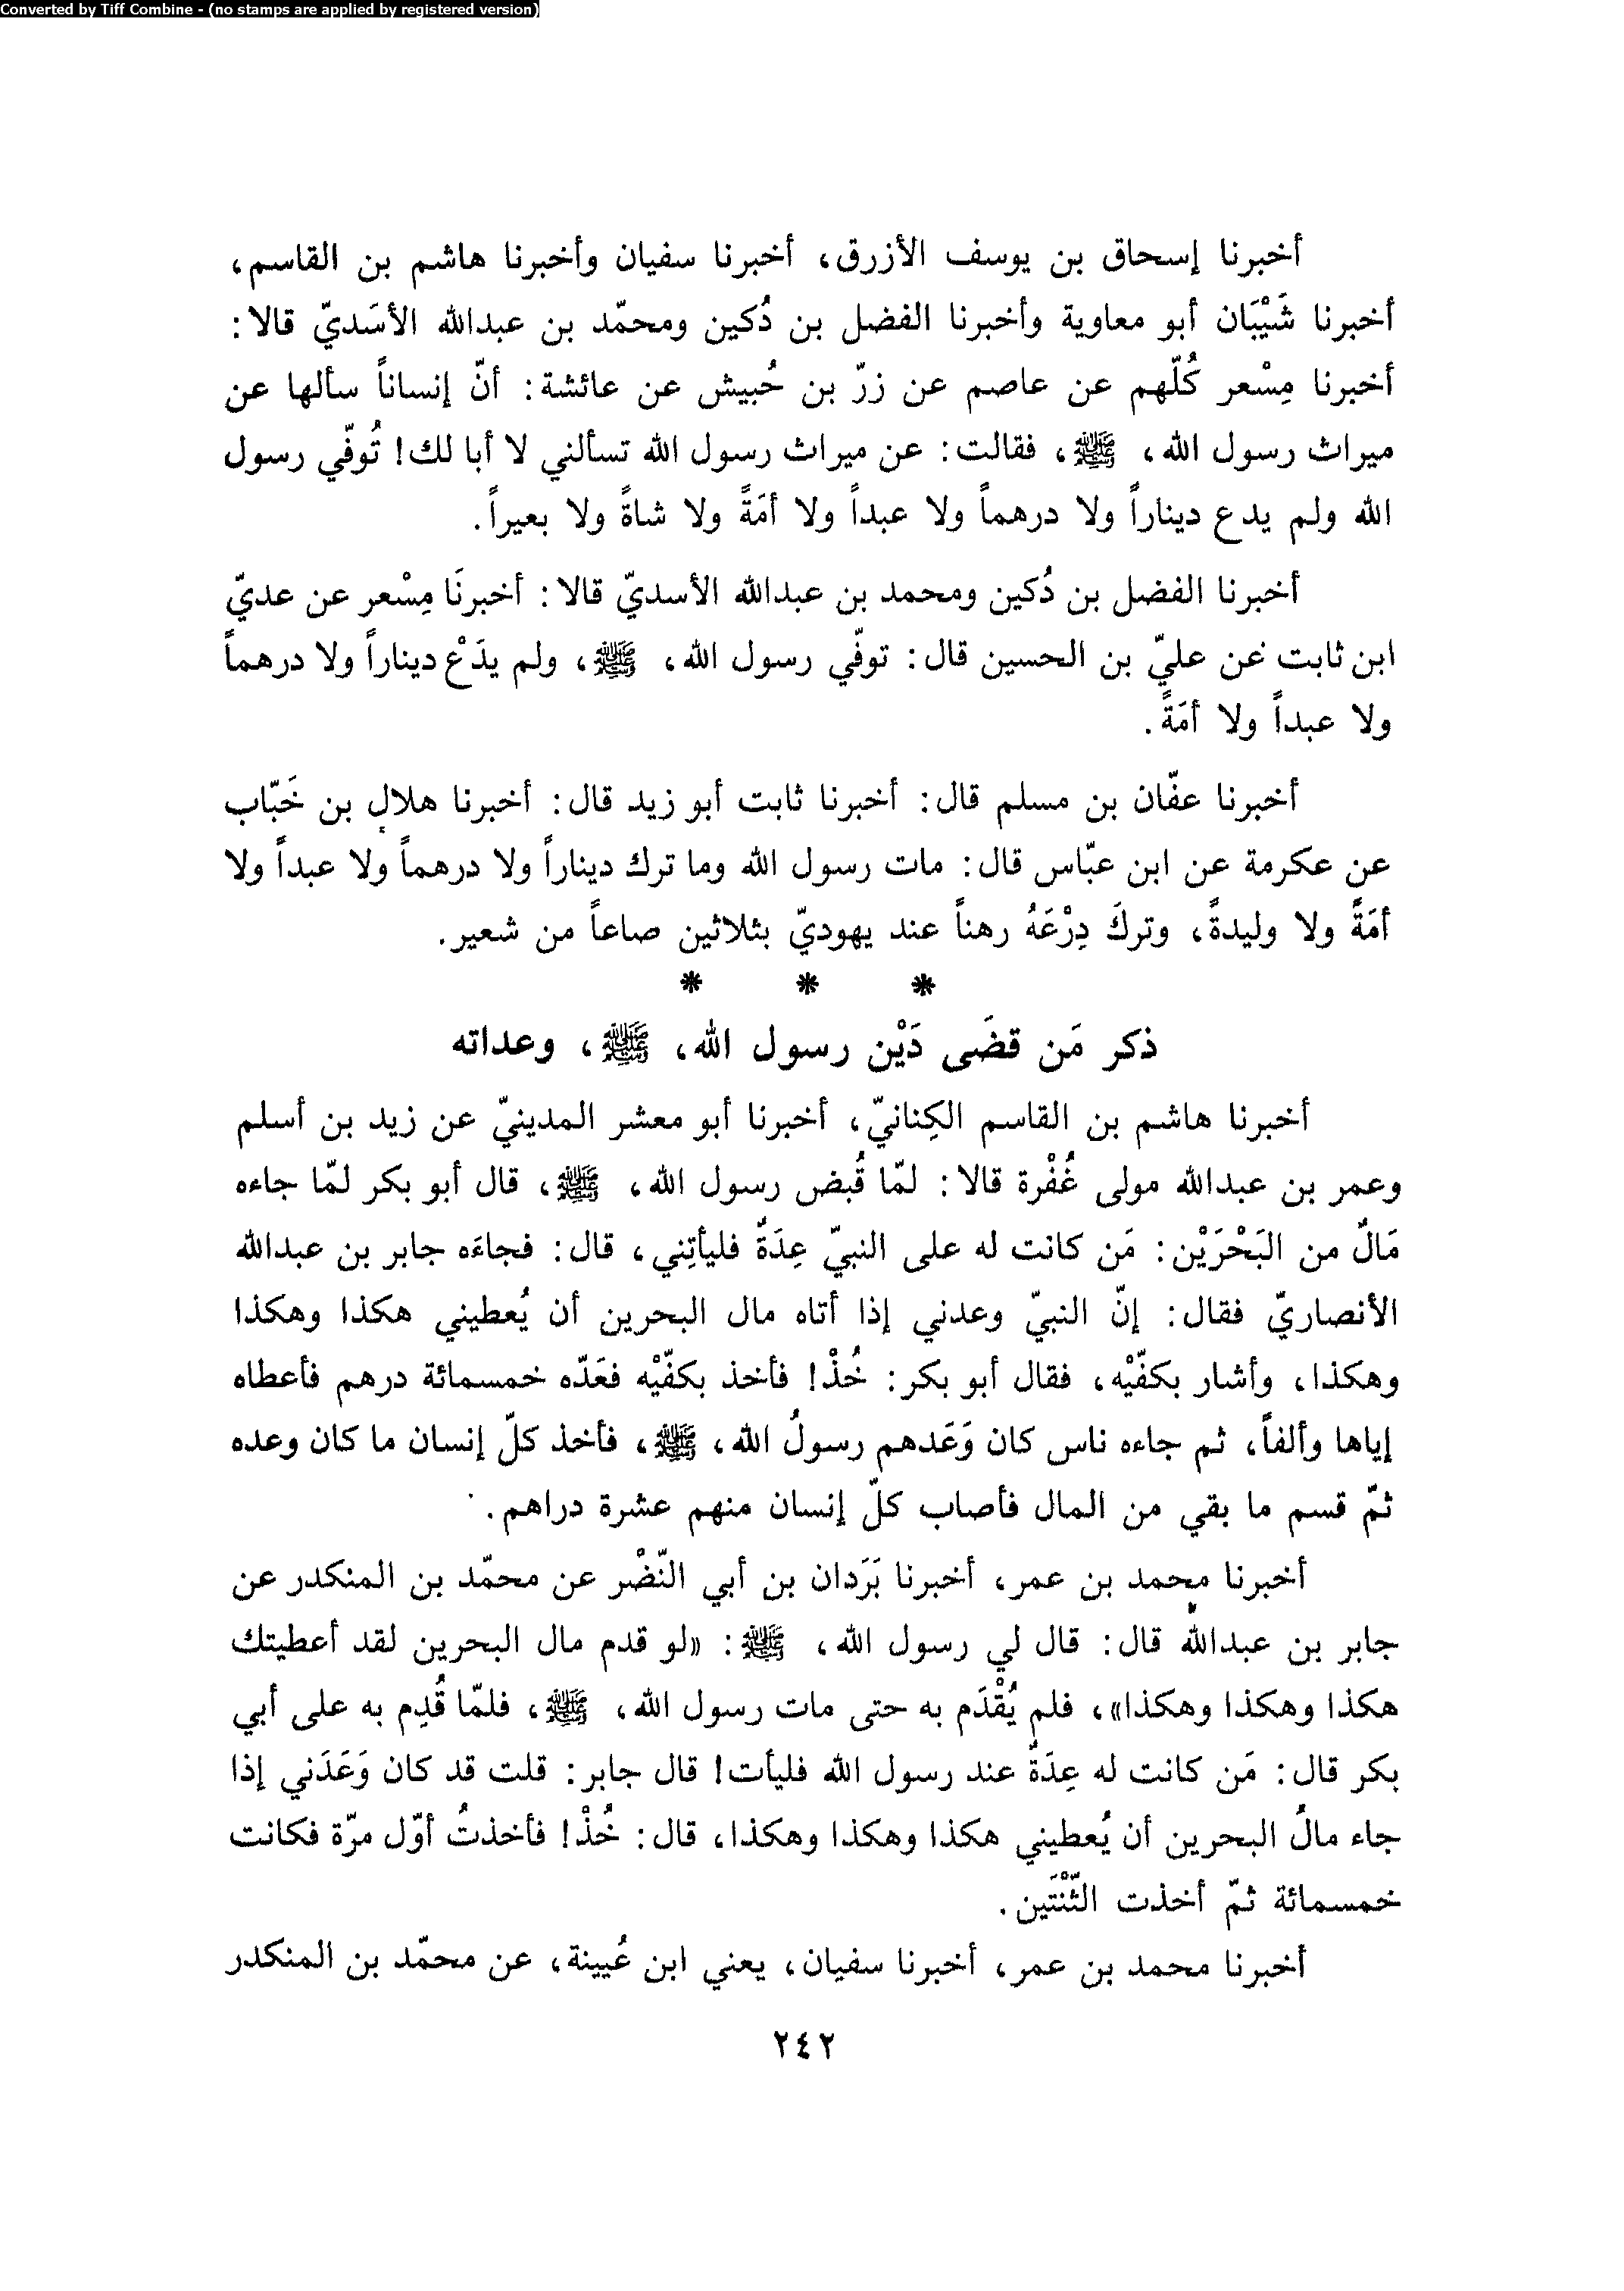 Converted by Tiff Combine - (no stamps are applied by registered version)
أخبرنا إسحاق بن يوسف الأزرق، أخبرنا سفيان وأخبرنا هاشم بن القاسم،
أخبرنا شَيْبَان أبو معاوية وأخبرنا الفضل بن دُكين ومحمّد بن عبدالله الأسَديّ قالا:
أخبرنا مِسْعر كُلّهم عن عاصم عن زرّ بن حُبيش عن عائشة: أنّ إنساناً سألها عن
ميراث رسول الله، ﷺ، فقالت: عن ميراث رسول الله تسألني لا أبا لك! تُوفّي رسول
الله ولم يدع ديناراً ولا درهماً ولا عبداً ولا أمَةً ولا شاةً ولا بعيراً.
أخبرنا الفضل بن دُكين ومحمد بن عبدالله الأسديّ قالا: أخبرنَا مِسْعر عن عديّ
ابن ثابت عن عليّ بن الحسين قال: توفّي رسول الله، ﷺ، ولم يدَعْ ديناراً ولا درهماً
ولا عبداً ولا أمَةً.
أخبرنا عفّان بن مسلم قال: أخبرنا ثابت أبو زيد قال: أخبرنا هلال بن خَبّاب
عن عكرمة عن ابن عبّاس قال: مات رسول الله وما ترك ديناراً ولا درهماً ولا عبداً ولا
أمَةً ولا وليدةً، وتركَ دِرْعَهُ رهناً عند يهوديّ بثلاثين صاعاً من شعير.
* * *
ذكر مَن قضَى دَيْن رسول الله، ﷺ، وعداته
أخبرنا هاشم بن القاسم الكِنانيّ، أخبرنا أبو معشر المدينيّ عن زيد بن أسلم
وعمر بن عبدالله مولى غُفْرة قالا: لمّا قُبض رسول الله، ﷺ، قال أبو بكر لمّا جاءه
مَالٌ من البَحْرَيْن: مَن كانت له على النبيّ عِدَةٌ فليأتِني، قال: فجاءَه جابر بن عبدالله
الأنصاريّ فقال: إنّ النبيّ وعدني إذا أتاه مال البحرين أن يُعطيني هكذا وهكذا
وهكذا، وأشار بكفّيْه، فقال أبو بكر: خُذْ! فأخذ بكفّيْه فعَدّه خمسمائة درهم فأعطاه
إياها وألفاً، ثم جاءه ناس كان وَعَدهم رسولُ الله، ﷺ، فأخذ كلّ إنسان ما كان وعده
ثمّ قسم ما بقي من المال فأصاب كلّ إنسان منهم عشرة دراهم.
أخبرنا محمد بن عمر، أخبرنا بَرَدان بن أبي النّضْر عن محمّد بن المنكدر عن
جابر بن عبدالله قال: قال لي رسول الله، ﷺ: «لو قدم مال البحرين لقد أعطيتك
هكذا وهكذا وهكذا»، فلم يُقْدَم به حتى مات رسول الله، ﷺ، فلمّا قُدِم به على أبي
بكر قال: مَن كانت له عِدَةٌ عند رسول الله فليأت! قال جابر: قلت قد كان وَعَدَني إذا
جاء مالُ البحرين أن يُعطيني هكذا وهكذا وهكذا، قال: خُذْ! فأخذتُ أوّل مرّة فكانت
خمسمائة ثمّ أخذت الثّنْتَين.
أخبرنا محمد بن عمر، أخبرنا سفيان، يعني ابن عُيينة، عن محمّد بن المنكدر
٢٤٢